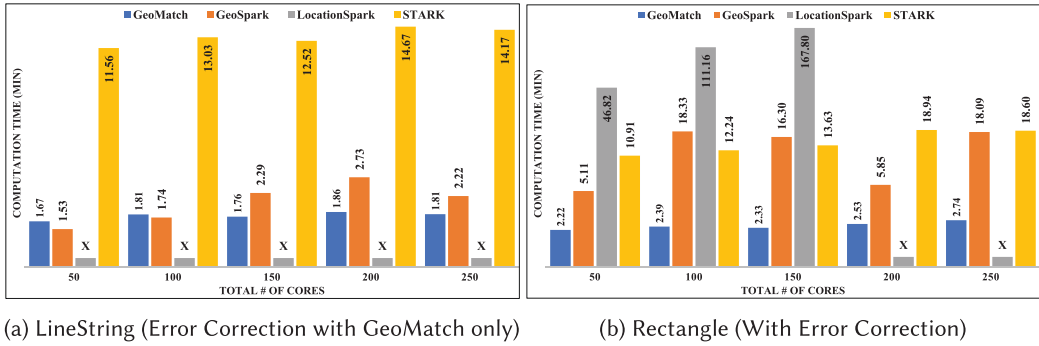 GeoMatch GeoSpark LocationSpark STARK
COMPUTATION TIME (MIN)
1.67 1.53 X 11.56 1.81 1.74 X 13.03 1.76 2.29 X 12.52 1.86 2.73 X 14.67 1.81 2.22 X 14.17
50 100 150 200 250
TOTAL # OF CORES
(a) LineString (Error Correction with GeoMatch only)
GeoMatch GeoSpark LocationSpark STARK
COMPUTATION TIME (MIN)
2.22 5.11 46.82 10.91 2.39 18.33 111.16 12.24 2.33 16.30 167.80 13.63 2.53 5.85 X 18.94 2.74 18.09 X 18.60
50 100 150 200 250
TOTAL # OF CORES
(b) Rectangle (With Error Correction)